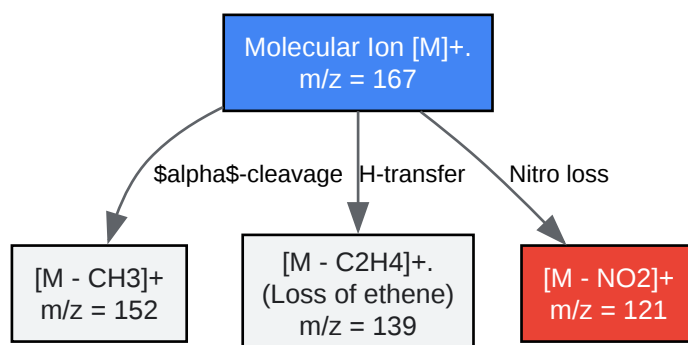 Molecular Ion [M]+.
m/z = 167
$alpha$-cleavage
H-transfer
Nitro loss
[M - CH3]+
m/z = 152
[M - C2H4]+.
(Loss of ethene)
m/z = 139
[M - NO2]+
m/z = 121